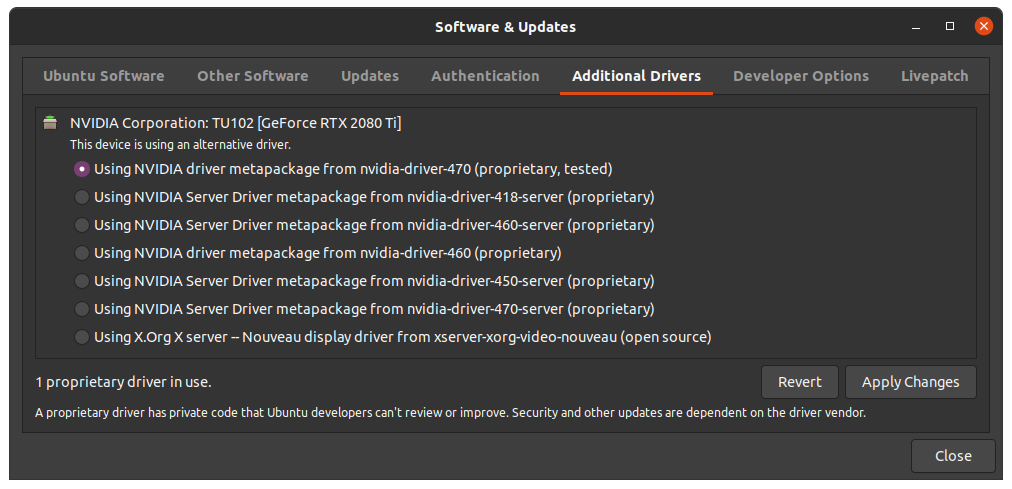 Software & Updates
Ubuntu Software Other Software Updates Authentication Additional Drivers Developer Options Livepatch
NVIDIA Corporation: TU102 [GeForce RTX 2080 Ti]
This device is using an alternative driver.
Using NVIDIA driver metapackage from nvidia-driver-470 (proprietary, tested)
Using NVIDIA Server Driver metapackage from nvidia-driver-418-server (proprietary)
Using NVIDIA Server Driver metapackage from nvidia-driver-460-server (proprietary)
Using NVIDIA driver metapackage from nvidia-driver-460 (proprietary)
Using NVIDIA Server Driver metapackage from nvidia-driver-450-server (proprietary)
Using NVIDIA Server Driver metapackage from nvidia-driver-470-server (proprietary)
Using X.Org X server -- Nouveau display driver from xserver-xorg-video-nouveau (open source)
1 proprietary driver in use.
Revert
Apply Changes
A proprietary driver has private code that Ubuntu developers can't review or improve. Security and other updates are dependent on the driver vendor.
Close